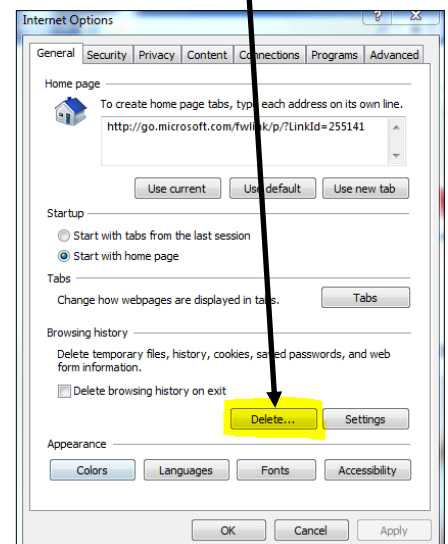 Internet Options
General Security Privacy Content Connections Programs Advanced
Home page
To create home page tabs, type each address on its own line.
http://go.microsoft.com/fwlink/p/?LinkId=255141
Use current Use default Use new tab
Startup
Start with tabs from the last session
Start with home page
Tabs
Change how webpages are displayed in tabs. Tabs
Browsing history
Delete temporary files, history, cookies, saved passwords, and web
form information.
Delete browsing history on exit
Delete... Settings
Appearance
Colors Languages Fonts Accessibility
OK Cancel Apply